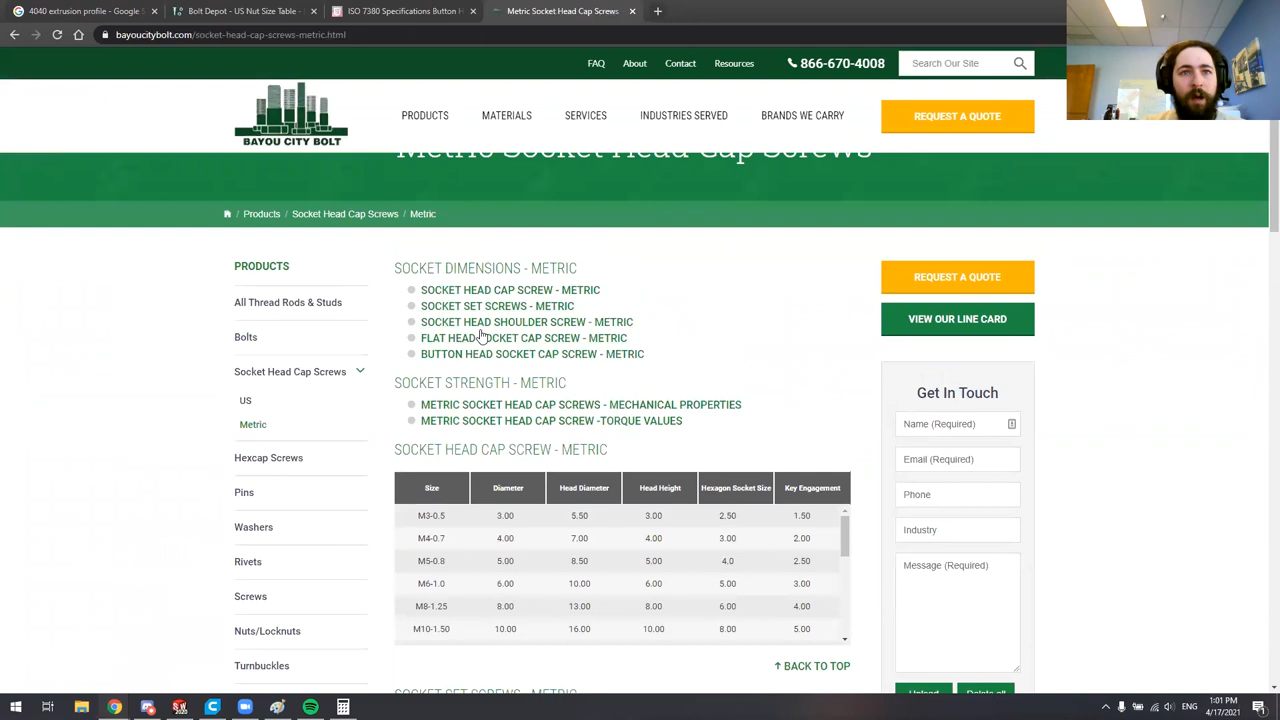 4040 extrusion profile - Google S
Bolt Depot - US Nut Size Table -
ISO 7380 Specifications Button H
Metric Socket Head Cap Screws |
bayoucitybolt.com/socket-head-cap-screws-metric.html
FAQ About Contact Resources 866-670-4008 Search Our Site
BAYOU CITY BOLT
PRODUCTS MATERIALS SERVICES INDUSTRIES SERVED BRANDS WE CARRY REQUEST A QUOTE
Metric Socket Head Cap Screws
/ Products / Socket Head Cap Screws / Metric
PRODUCTS
All Thread Rods & Studs
Bolts
Socket Head Cap Screws
US
Metric
Hexcap Screws
Pins
Washers
Rivets
Screws
Nuts/Locknuts
Turnbuckles
SOCKET DIMENSIONS - METRIC
SOCKET HEAD CAP SCREW - METRIC
SOCKET SET SCREWS - METRIC
SOCKET HEAD SHOULDER SCREW - METRIC
FLAT HEAD SOCKET CAP SCREW - METRIC
BUTTON HEAD SOCKET CAP SCREW - METRIC
SOCKET STRENGTH - METRIC
METRIC SOCKET HEAD CAP SCREWS - MECHANICAL PROPERTIES
METRIC SOCKET HEAD CAP SCREW -TORQUE VALUES
SOCKET HEAD CAP SCREW - METRIC
Size Diameter Head Diameter Head Height Hexagon Socket Size Key Engagement
M3-0.5 3.00 5.50 3.00 2.50 1.50
M4-0.7 4.00 7.00 4.00 3.00 2.00
M5-0.8 5.00 8.50 5.00 4.0 2.50
M6-1.0 6.00 10.00 6.00 5.00 3.00
M8-1.25 8.00 13.00 8.00 6.00 4.00
M10-1.50 10.00 16.00 10.00 8.00 5.00
BACK TO TOP
SOCKET SET SCREWS - METRIC
REQUEST A QUOTE
VIEW OUR LINE CARD
Get In Touch
Name (Required)
Email (Required)
Phone
Industry
Message (Required)
Upload Delete all
ENG
1:01 PM
4/17/2021